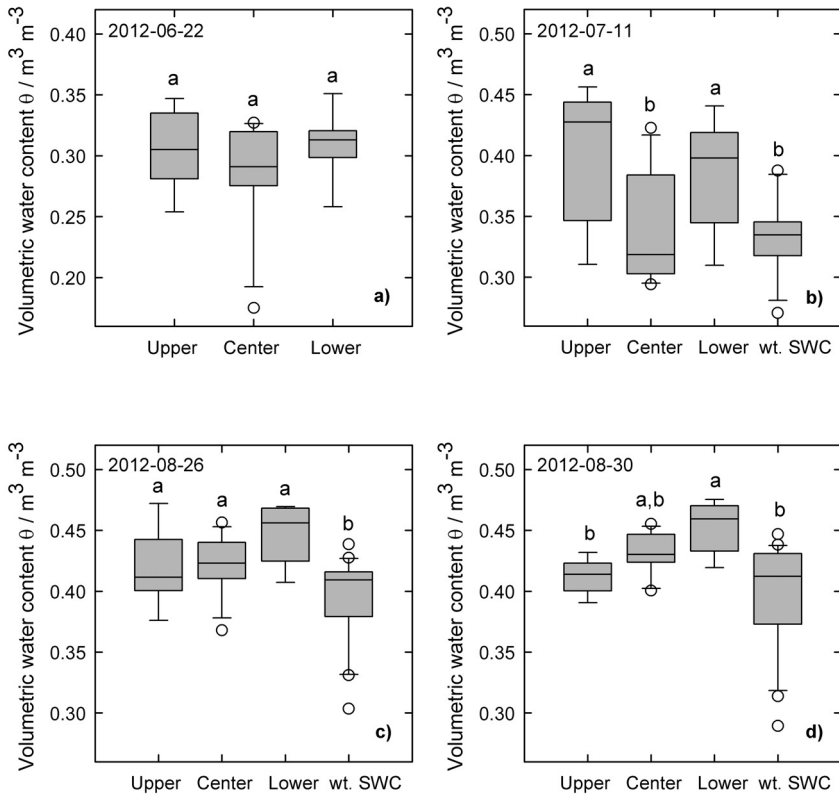 Volumetric water content θ / m³ m⁻³
0.40
0.35
0.30
0.25
0.20
2012-06-22
a
a
a
a)
Upper Center Lower
Volumetric water content θ / m³ m⁻³
0.50
0.45
0.40
0.35
0.30
2012-07-11
a
b
a
b
b)
Upper Center Lower wt. SWC
Volumetric water content θ / m³ m⁻³
0.50
0.45
0.40
0.35
0.30
2012-08-26
a
a
a
b
c)
Upper Center Lower wt. SWC
Volumetric water content θ / m³ m⁻³
0.50
0.45
0.40
0.35
0.30
2012-08-30
b
a,b
a
b
d)
Upper Center Lower wt. SWC